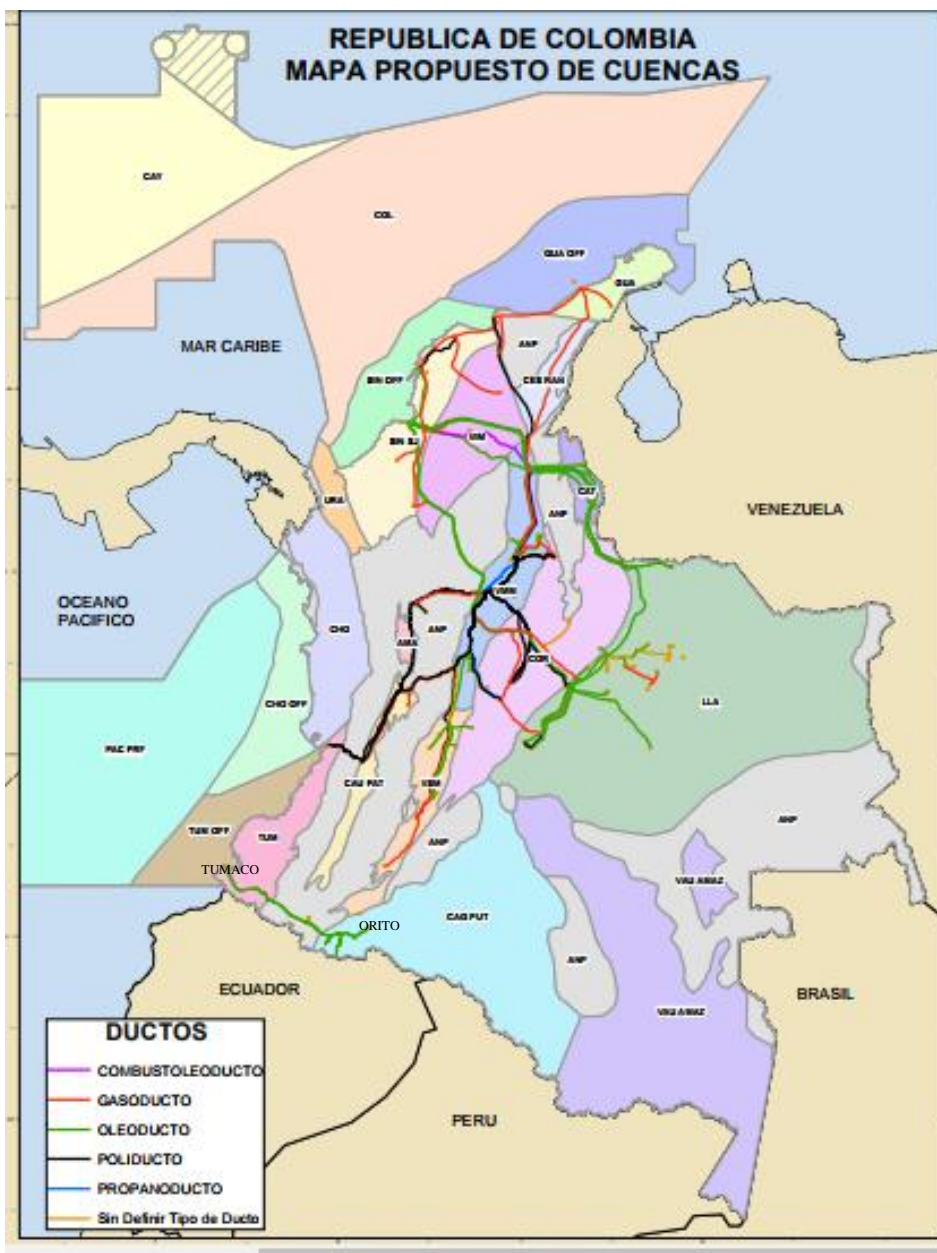 REPUBLICA DE COLOMBIA
MAPA PROPUESTO DE CUENCAS
CAY
COL
GUA OFF
GUA
MAR CARIBE
ANP
SIN OFF
CES RAN
SIN SJ
VIM
URA
CAT
ANP
VENEZUELA
OCEANO
PACIFICO
VMM
CHO
AMA
ANP
COR
CHO OFF
LLA
PAC PRF
CAU PAT
VSM
TUM OFF
TUM
ANP
ANP
TUMACO
VAU AMAZ
CAG PUT
ORITO
ANP
ECUADOR
BRASIL
VAU AMAZ
PERU
DUCTOS
COMBUSTOLEODUCTO
GASODUCTO
OLEODUCTO
POLIDUCTO
PROPANODUCTO
Sin Definir Tipo de Ducto